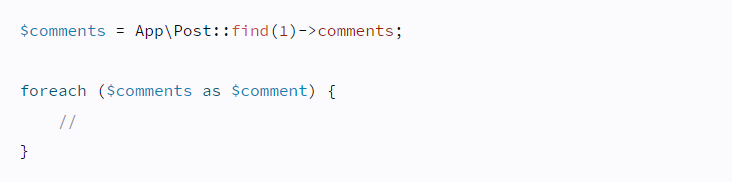 $comments = App\Post::find(1)->comments;
foreach ($comments as $comment) {
    //
}